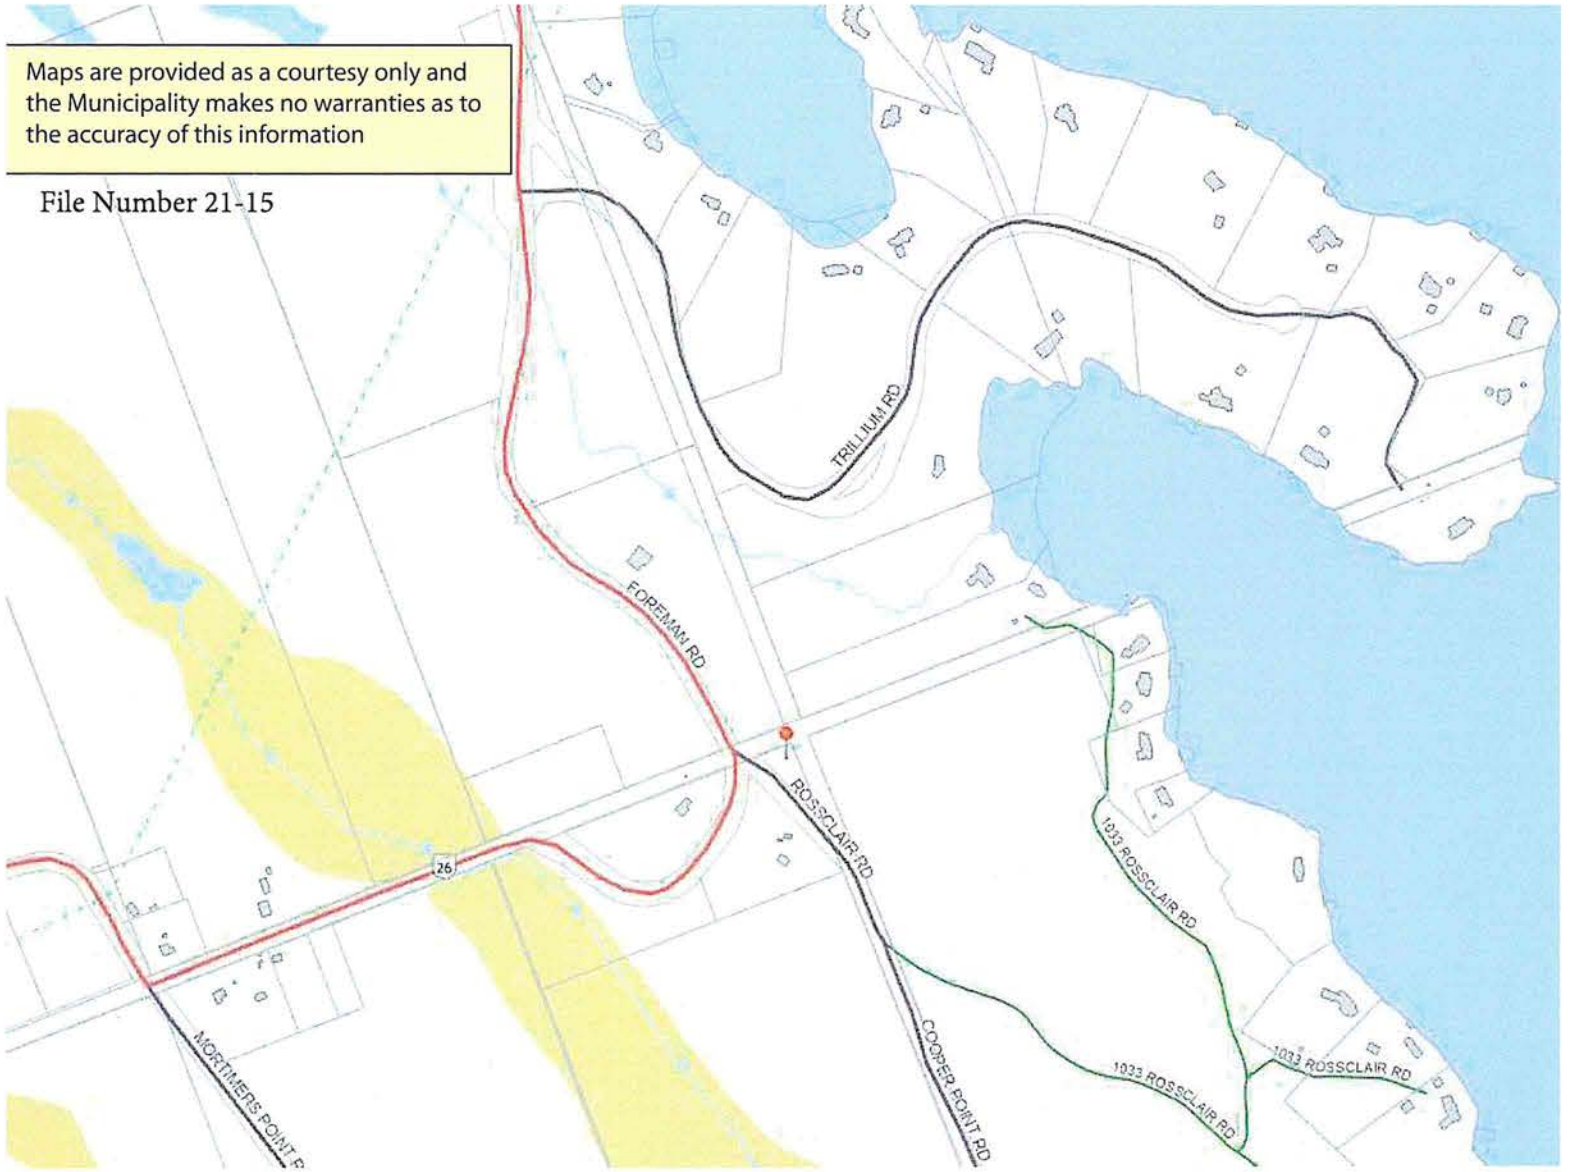 Maps are provided as a courtesy only and
the Municipality makes no warranties as to
the accuracy of this information
File Number 21-15
TRILLIUM RD
FOREMAN RD
ROSSCLAIR RD
26
1033 ROSSCLAIR RD
MORTIMERS POINT R
COOPER POINT RD
1033 ROSSCLAIR RD
1033 ROSSCLAIR RD